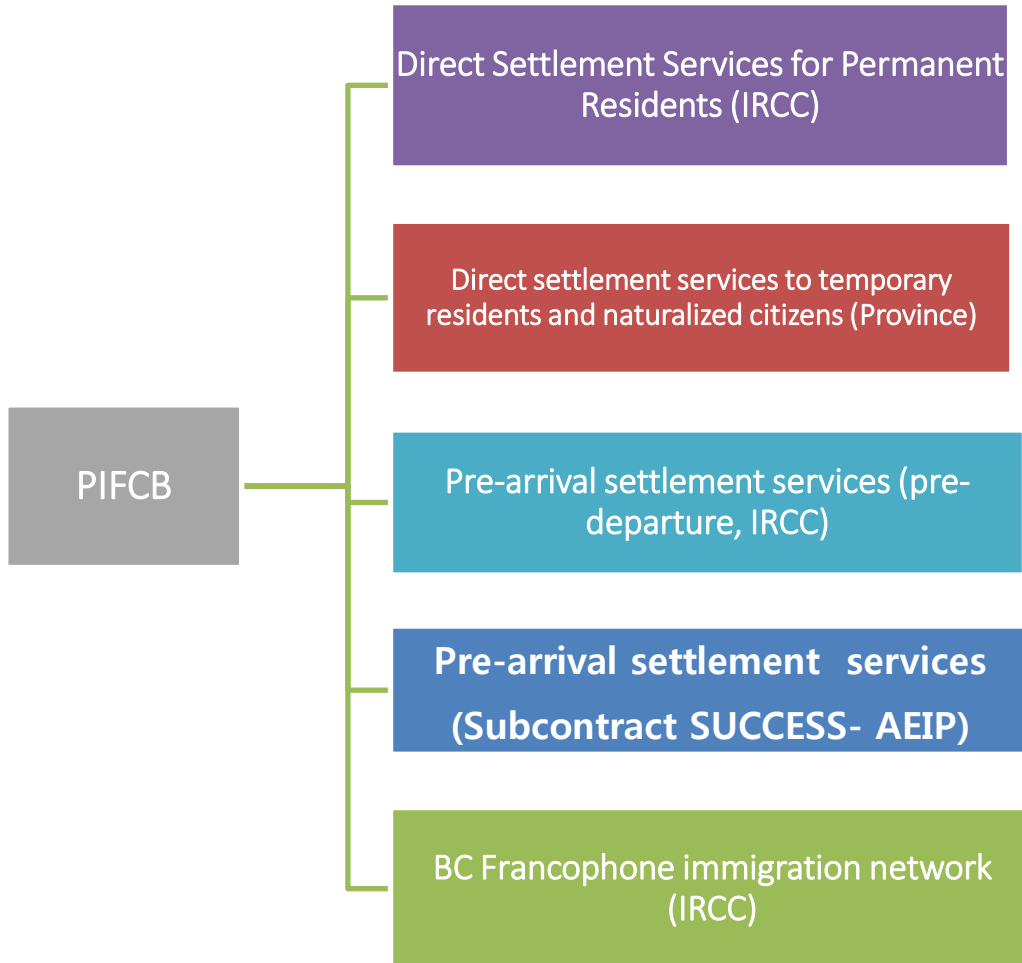 Direct Settlement Services for Permanent
Residents (IRCC)
Direct settlement services to temporary
residents and naturalized citizens (Province)
PIFCB
Pre-arrival settlement services (pre-
departure, IRCC)
Pre-arrival settlement services
(Subcontract SUCCESS- AEIP)
BC Francophone immigration network
(IRCC)